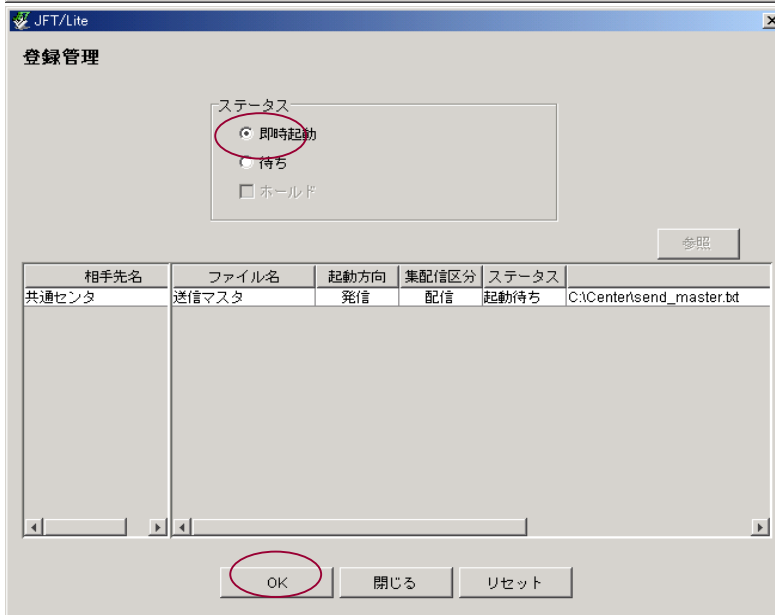 JFT/Lite
登録管理
ステータス
即時起動
待ち
ホールド
参照
相手先名 ファイル名 起動方向 集配信区分 ステータス
共通センタ 送信マスタ 発信 配信 起動待ち C:\Center\send_master.txt
OK 閉じる リセット